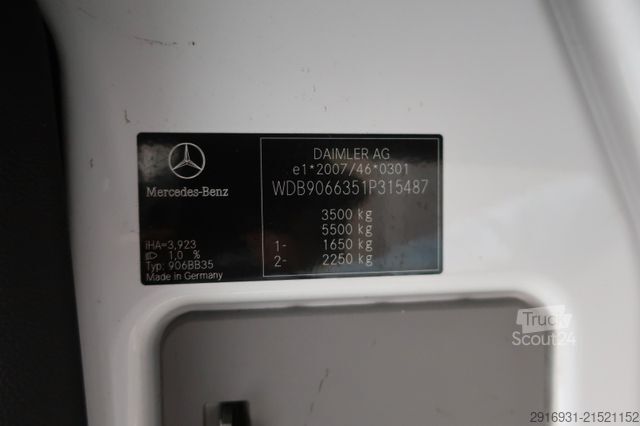 DAIMLER AG
e1*2007/46*0301
WDB9066351P315487
3500 kg
5500 kg
1- 1650 kg
2- 2250 kg
Mercedes-Benz
iHA=3,923
1,0 %
Typ: 906BB35
Made in Germany
Truck
Scout24
2916931-21521152